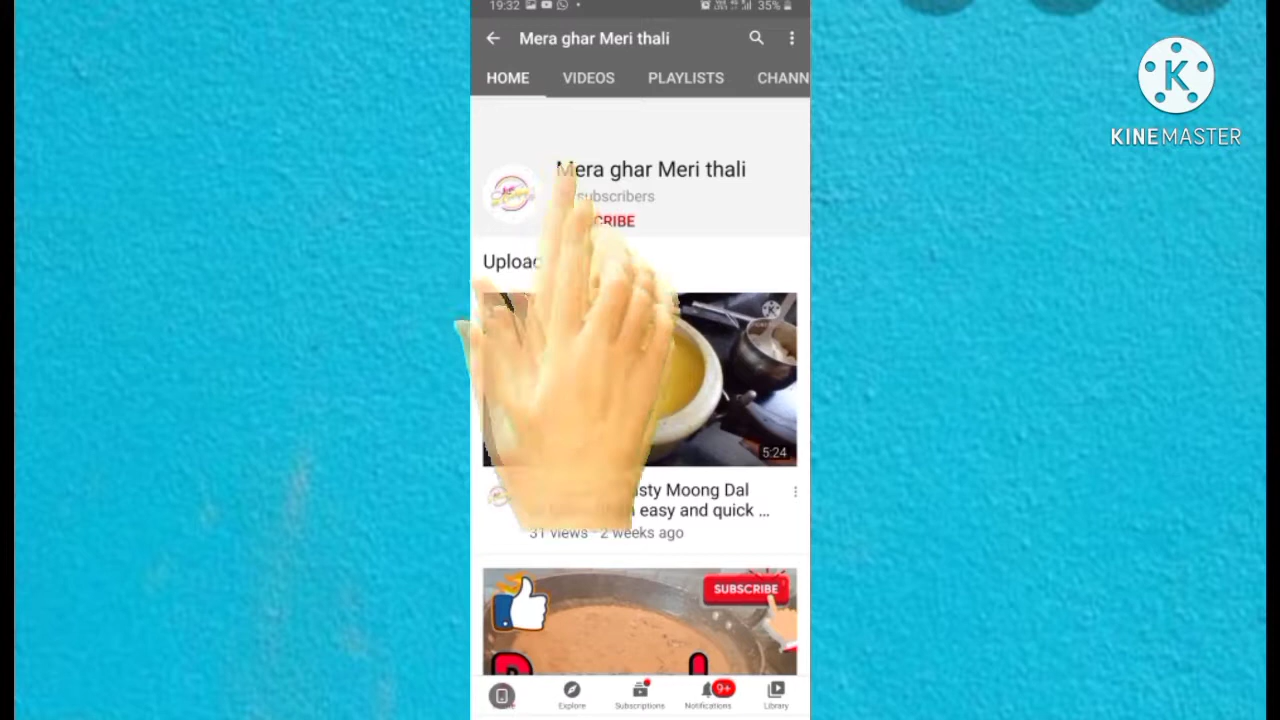 19:32
35%
Mera ghar Meri thali
HOME VIDEOS PLAYLISTS CHANN
KINEMASTER
Mera ghar Meri thali
subscribers
CRIBE
Uploa
5:24
sty Moong Dal
easy and quick ...
31 views · 2 weeks ago
SUBSCRIBE
9+
Explore Subscriptions Notifications Library